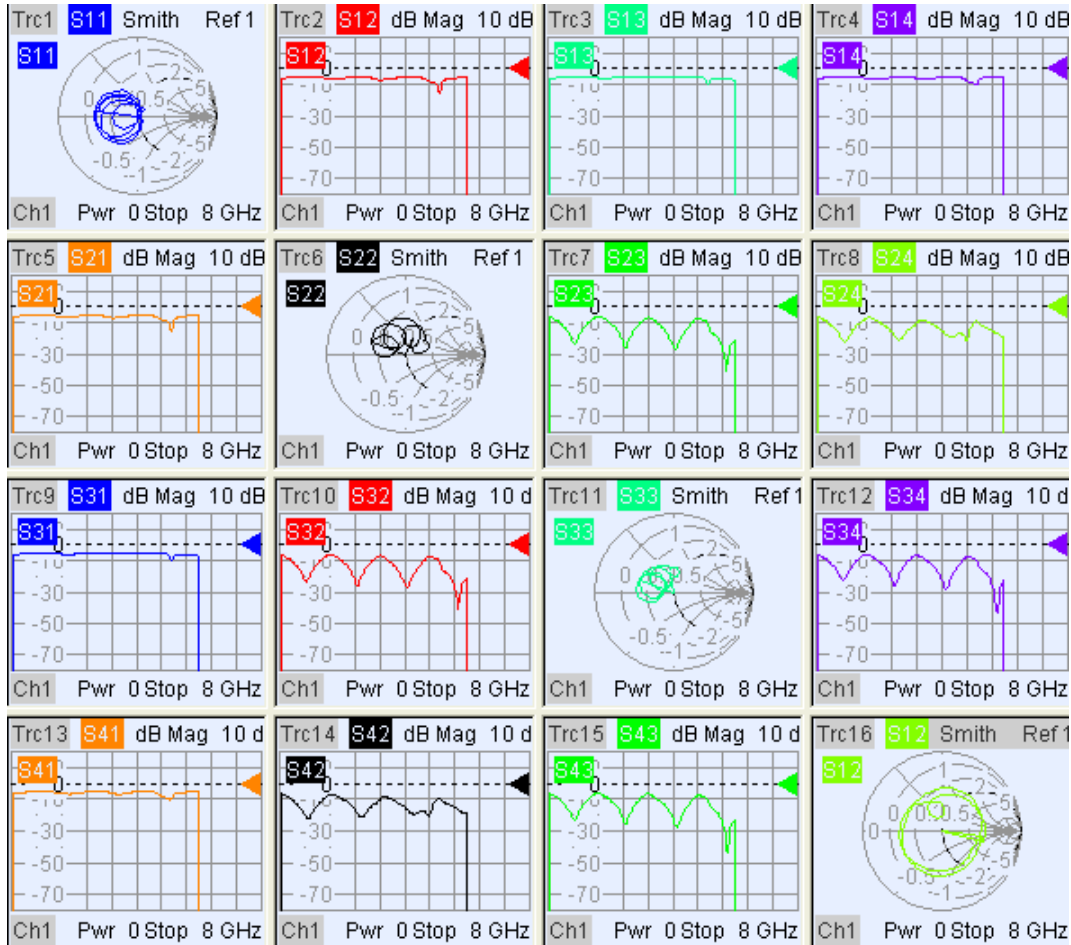 Trc1 S11 Smith Ref 1
S11
0 0.5 1 2 5
-0.5 -1 -2 -5
Ch1 Pwr 0 Stop 8 GHz
Trc2 S12 dB Mag 10 dB
S12 0
-10
-30
-50
-70
Ch1 Pwr 0 Stop 8 GHz
Trc3 S13 dB Mag 10 dB
S13 0
-10
-30
-50
-70
Ch1 Pwr 0 Stop 8 GHz
Trc4 S14 dB Mag 10 dB
S14 0
-10
-30
-50
-70
Ch1 Pwr 0 Stop 8 GHz
Trc5 S21 dB Mag 10 dB
S21 0
-10
-30
-50
-70
Ch1 Pwr 0 Stop 8 GHz
Trc6 S22 Smith Ref 1
S22
0 1 2 5
-0.5 -1 -2 -5
Ch1 Pwr 0 Stop 8 GHz
Trc7 S23 dB Mag 10 dB
S23 0
-10
-30
-50
-70
Ch1 Pwr 0 Stop 8 GHz
Trc8 S24 dB Mag 10 dB
S24 0
-10
-30
-50
-70
Ch1 Pwr 0 Stop 8 GHz
Trc9 S31 dB Mag 10 dB
S31 0
-10
-30
-50
-70
Ch1 Pwr 0 Stop 8 GHz
Trc10 S32 dB Mag 10 d
S32 0
-10
-30
-50
-70
Ch1 Pwr 0 Stop 8 GHz
Trc11 S33 Smith Ref 1
S33
0 0.5 1 2 5
-0.5 -1 -2 -5
Ch1 Pwr 0 Stop 8 GHz
Trc12 S34 dB Mag 10 d
S34 0
-10
-30
-50
-70
Ch1 Pwr 0 Stop 8 GHz
Trc13 S41 dB Mag 10 d
S41 0
-10
-30
-50
-70
Ch1 Pwr 0 Stop 8 GHz
Trc14 S42 dB Mag 10 d
S42 0
-10
-30
-50
-70
Ch1 Pwr 0 Stop 8 GHz
Trc15 S43 dB Mag 10 d
S43 0
-10
-30
-50
-70
Ch1 Pwr 0 Stop 8 GHz
Trc16 S12 Smith Ref 1
S12
0 0.5 1 2 5
-0.5 -1 -2 -5
Ch1 Pwr 0 Stop 8 GHz